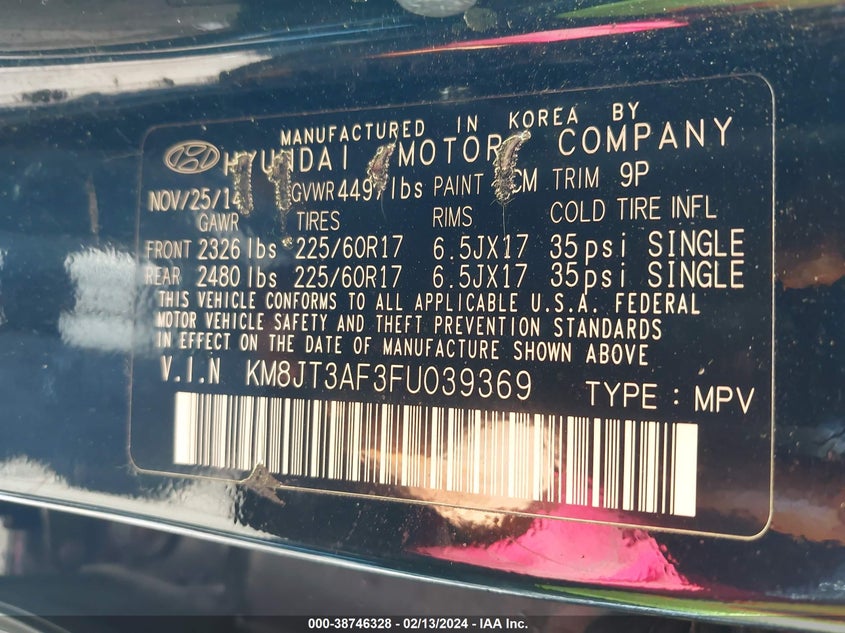 MANUFACTURED IN KOREA BY
HYUNDAI MOTOR COMPANY
NOV/25/14 GVWR 4497 lbs PAINT TRIM 9P
GAWR TIRES RIMS COLD TIRE INFL
FRONT 2326 lbs 225/60R17 6.5JX17 35psi SINGLE
REAR 2480 lbs 225/60R17 6.5JX17 35psi SINGLE
THIS VEHICLE CONFORMS TO ALL APPLICABLE U.S.A. FEDERAL
MOTOR VEHICLE SAFETY AND THEFT PREVENTION STANDARDS
IN EFFECT ON THE DATE OF MANUFACTURE SHOWN ABOVE
V.I.N KM8JT3AF3FU039369 TYPE : MPV
000-38746328 - 02/13/2024 - IAA Inc.